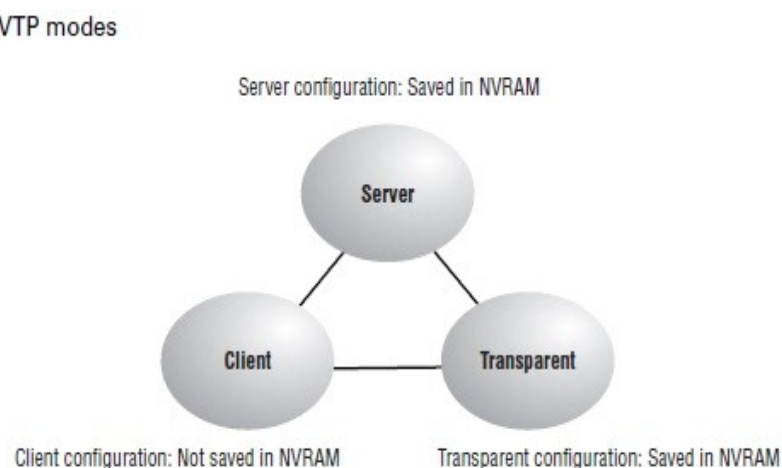 VTP modes
Server configuration: Saved in NVRAM
Server
Client
Transparent
Client configuration: Not saved in NVRAM
Transparent configuration: Saved in NVRAM